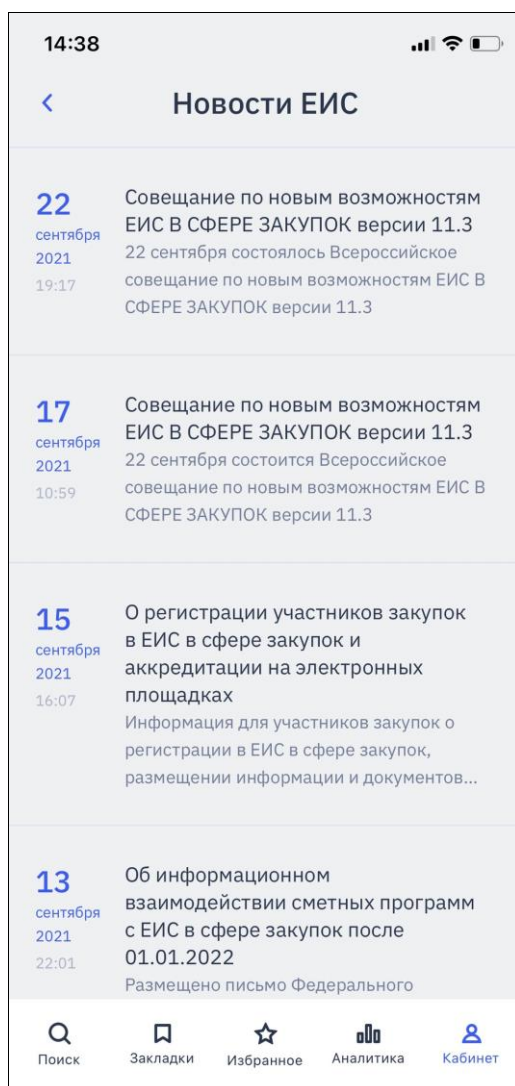 14:38
Новости ЕИС
22
сентября
2021
19:17
Совещание по новым возможностям
ЕИС В СФЕРЕ ЗАКУПОК версии 11.3
22 сентября состоялось Всероссийское
совещание по новым возможностям ЕИС В
СФЕРЕ ЗАКУПОК версии 11.3
17
сентября
2021
10:59
Совещание по новым возможностям
ЕИС В СФЕРЕ ЗАКУПОК версии 11.3
22 сентября состоится Всероссийское
совещание по новым возможностям ЕИС В
СФЕРЕ ЗАКУПОК версии 11.3
15
сентября
2021
16:07
О регистрации участников закупок
в ЕИС в сфере закупок и
аккредитации на электронных
площадках
Информация для участников закупок о
регистрации в ЕИС в сфере закупок,
размещении информации и документов...
13
сентября
2021
22:01
Об информационном
взаимодействии сметных программ
с ЕИС в сфере закупок после
01.01.2022
Размещено письмо Федерального
Поиск
Закладки
Избранное
Аналитика
Кабинет